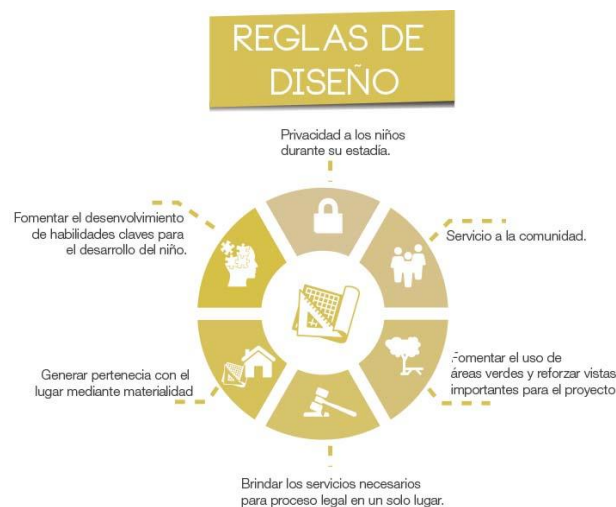 REGLAS DE
DISEÑO
Privacidad a los niños
durante su estadía.
Fomentar el desenvolvimiento
de habilidades claves para
el desarrollo del niño.
Servicio a la comunidad.
Generar pertenecia con el
lugar mediante materialidad
Fomentar el uso de
áreas verdes y reforzar vistas
importantes para el proyecto
Brindar los servicios necesarios
para proceso legal en un solo lugar.